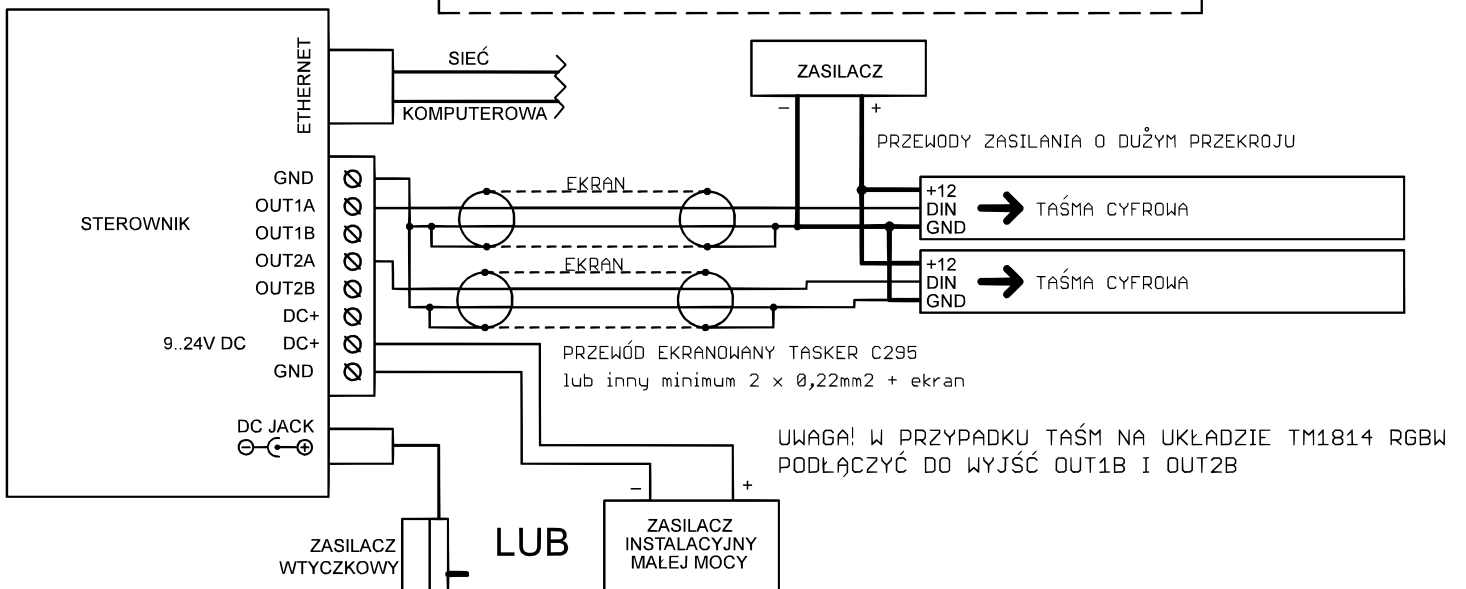 ETHERNET
SIEĆ
KOMPUTEROWA
ZASILACZ
–
+
PRZEWODY ZASILANIA O DUŻYM PRZEKROJU
STEROWNIK
GND
OUT1A
OUT1B
OUT2A
OUT2B
DC+
9..24V DC DC+
GND
EKRAN
EKRAN
+12
DIN
GND
TAŚMA CYFROWA
+12
DIN
GND
TAŚMA CYFROWA
PRZEWÓD EKRANOWANY TASKER C295
lub inny minimum 2 x 0,22mm2 + ekran
DC JACK
UWAGA! W PRZYPADKU TAŚM NA UKŁADZIE TM1814 RGBW
PODŁĄCZYĆ DO WYJŚĆ OUT1B I OUT2B
–
+
ZASILACZ
WTYCZKOWY
LUB
ZASILACZ
INSTALACYJNY
MAŁEJ MOCY